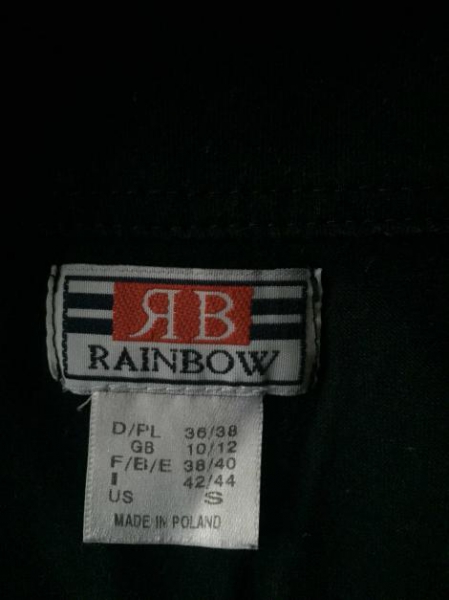 ЯB
RAINBOW
D/PL 36/38
GB 10/12
F/B/E 38/40
I 42/44
US S
MADE IN POLAND